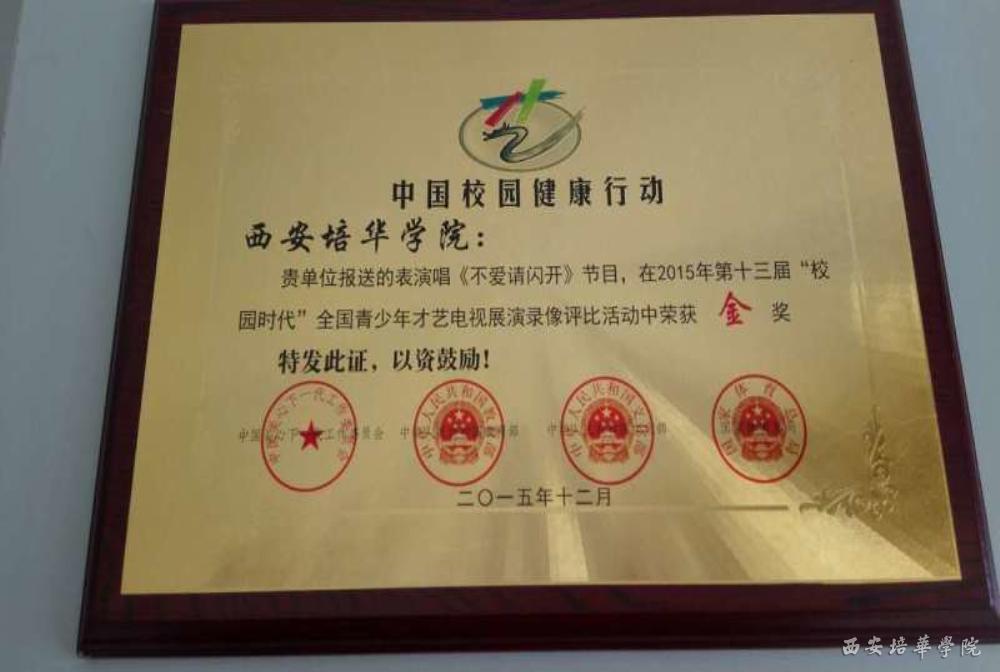 中国校园健康行动
西安培华学院：
贵单位报送的表演唱《不爱请闪开》节目，在2015年第十三届“校
园时代”全国青少年才艺电视展演录像评比活动中荣获 金 奖
特发此证，以资鼓励！
二〇一五年十二月
西安培華學院